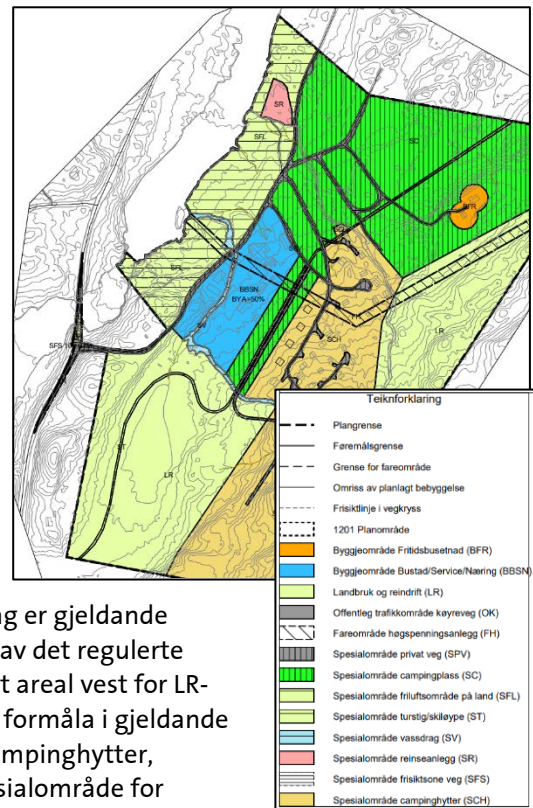 SR
SFL
SC
BFR
SFL
BBSN
BYA=50%
SV
SCH
LR
ST
LR
Teiknforklaring
Plangrense
Føremålsgrense
Grense for fareområde
Omriss av planlagt bebyggelse
Frisiktlinje i vegkryss
1201 Planområde
Byggjeområde Fritidsbusetnad (BFR)
Byggjeområde Bustad/Service/Næring (BBSN)
Landbruk og reindrift (LR)
Offentleg trafikkområde køyreveg (OK)
Fareområde høgspenningsanlegg (FH)
Spesialområde privat veg (SPV)
Spesialområde campingplass (SC)
Spesialområde friluftsområde på land (SFL)
Spesialområde turstig/skiløype (ST)
Spesialområde vassdrag (SV)
Spesialområde reinseanlegg (SR)
Spesialområde frisiktsone veg (SFS)
Spesialområde campinghytter (SCH)
ng er gjeldande
av det regulerte
t areal vest for LR-
formåla i gjeldande
mpinghytter,
sialområde for